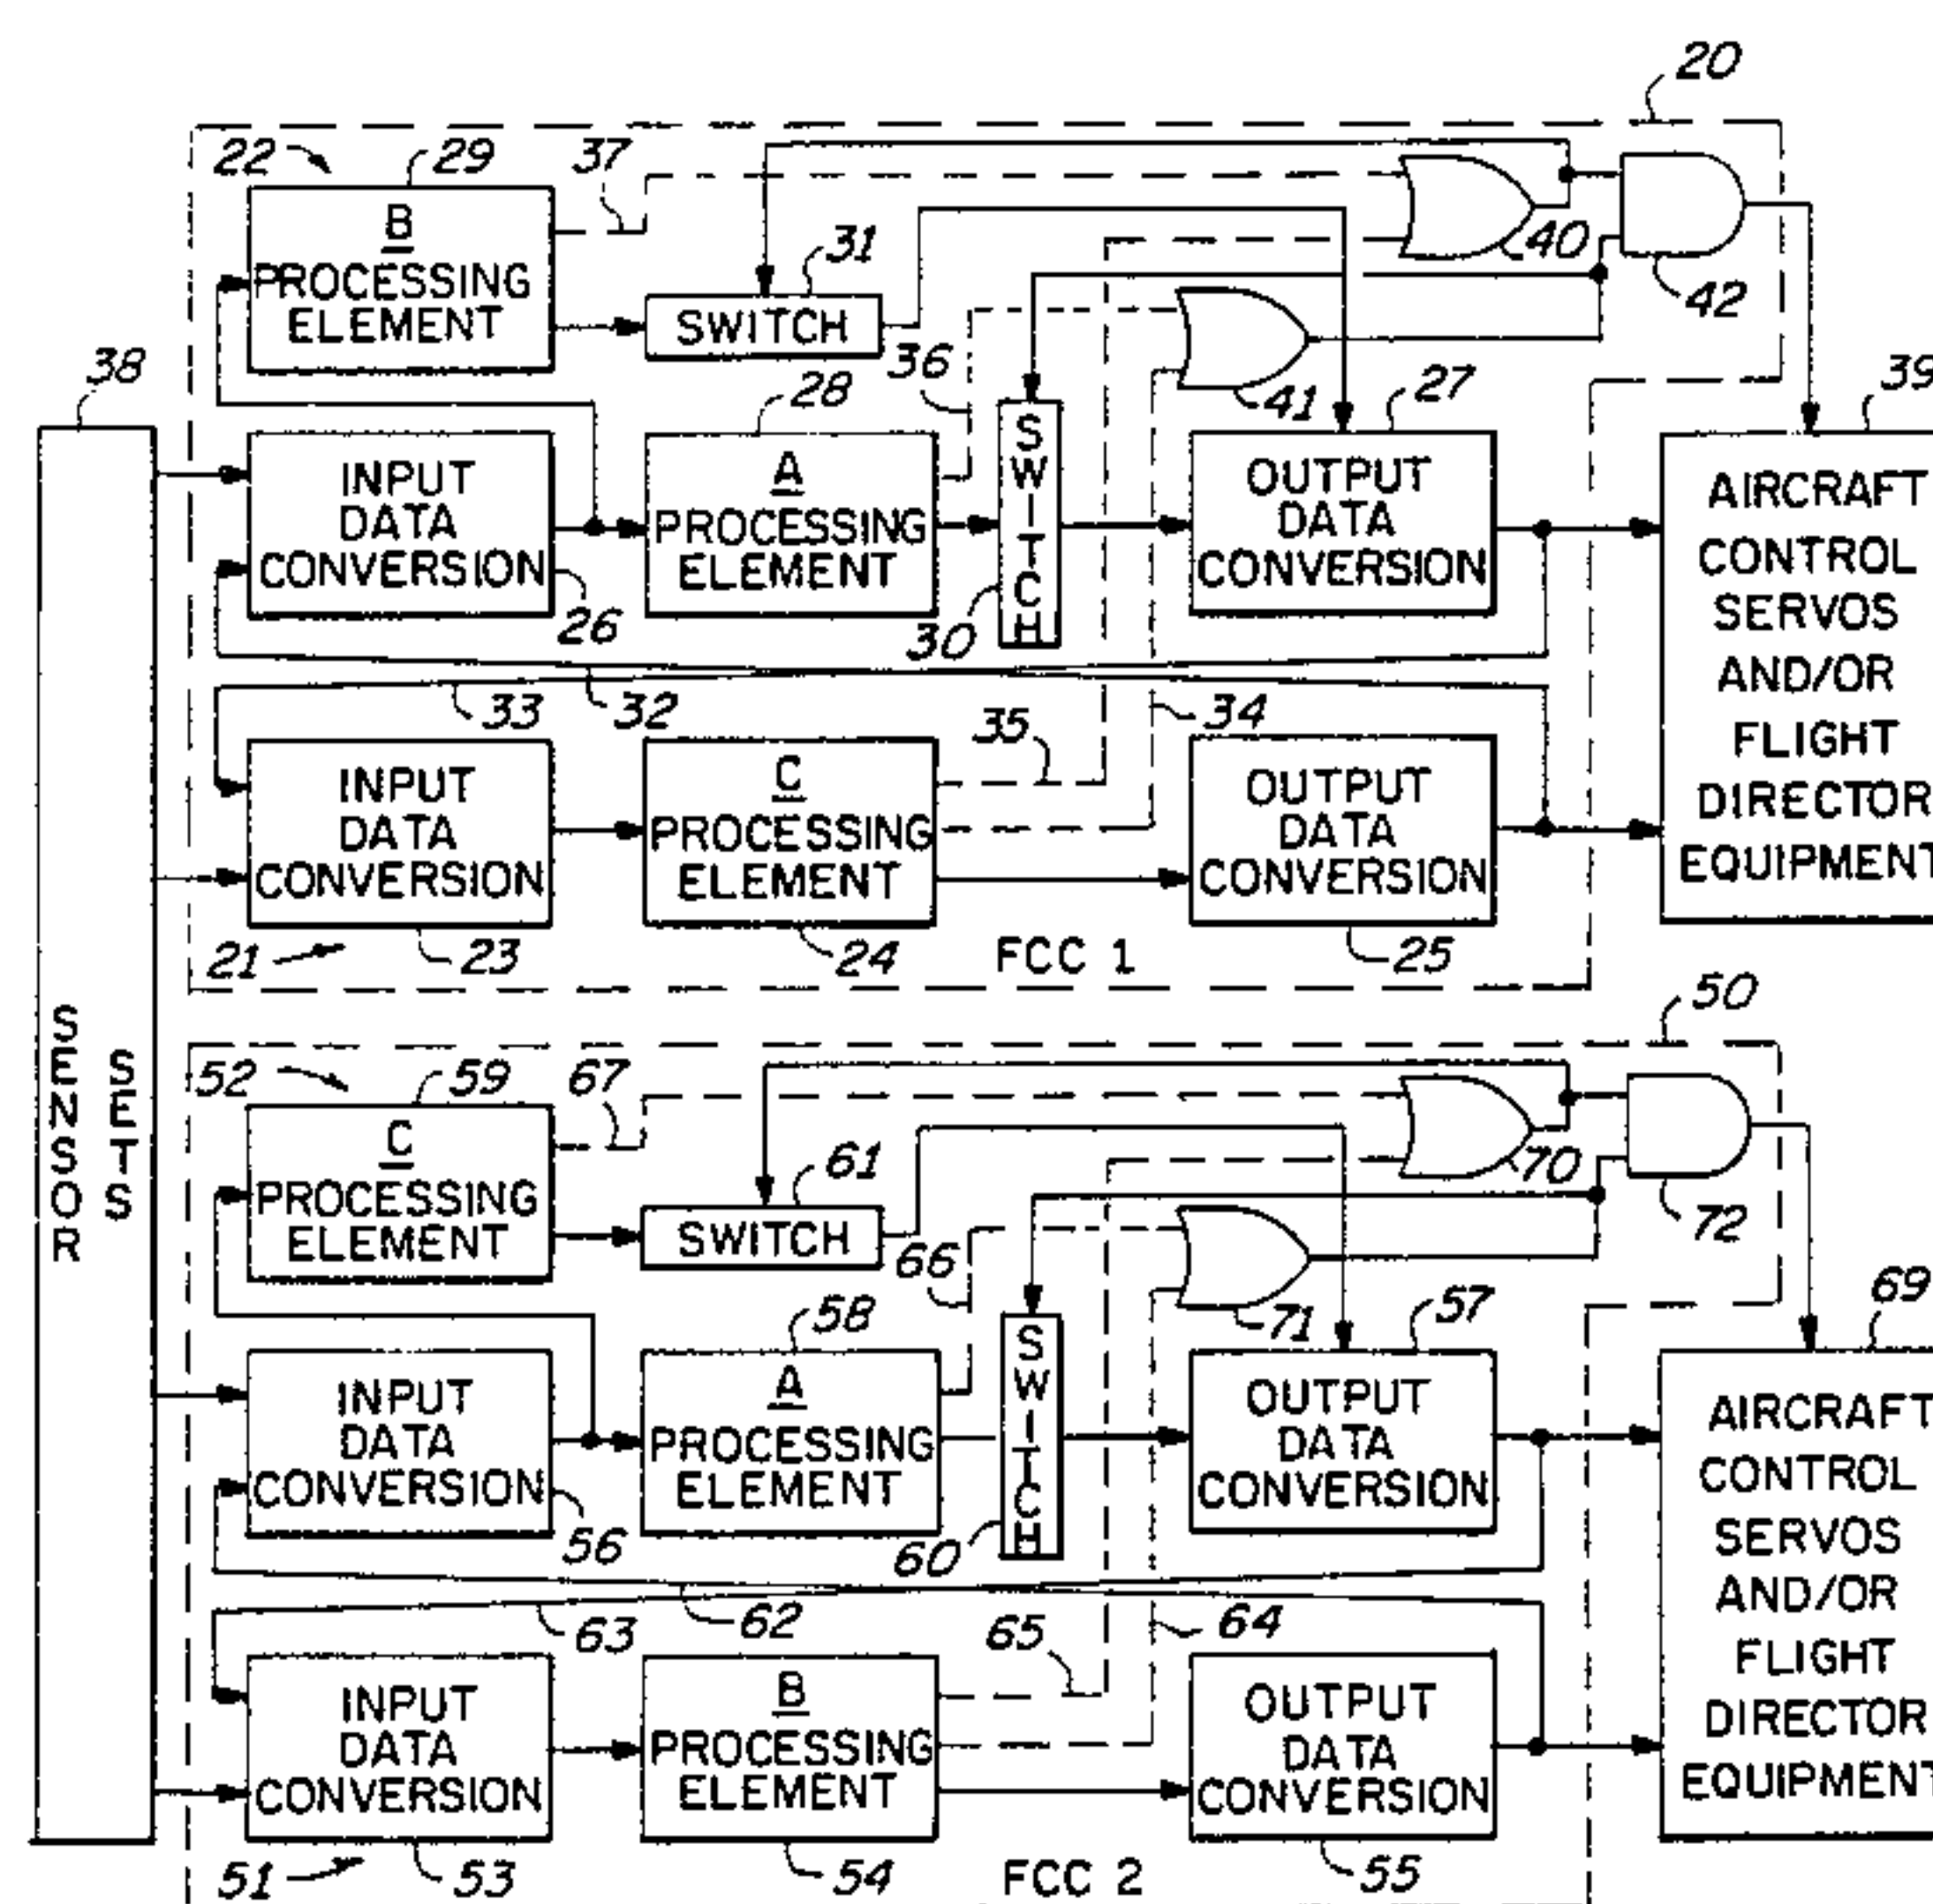 20
22
29
37
B
PROCESSING
ELEMENT
31
SWITCH
40
42
38
36
41
28
27
39
INPUT
DATA
CONVERSION
26
A
PROCESSING
ELEMENT
SWITCH
30
OUTPUT
DATA
CONVERSION
AIRCRAFT
CONTROL
SERVOS
AND/OR
FLIGHT
DIRECTOR
EQUIPMENT
33
32
35
34
INPUT
DATA
CONVERSION
C
PROCESSING
ELEMENT
OUTPUT
DATA
CONVERSION
21
23
24
FCC 1
25
SENSOR
SETS
50
52
59
67
C
PROCESSING
ELEMENT
61
SWITCH
70
72
66
71
58
57
69
INPUT
DATA
CONVERSION
56
A
PROCESSING
ELEMENT
SWITCH
60
OUTPUT
DATA
CONVERSION
AIRCRAFT
CONTROL
SERVOS
AND/OR
FLIGHT
DIRECTOR
EQUIPMENT
63
62
65
64
INPUT
DATA
CONVERSION
B
PROCESSING
ELEMENT
OUTPUT
DATA
CONVERSION
51
53
54
FCC 2
55